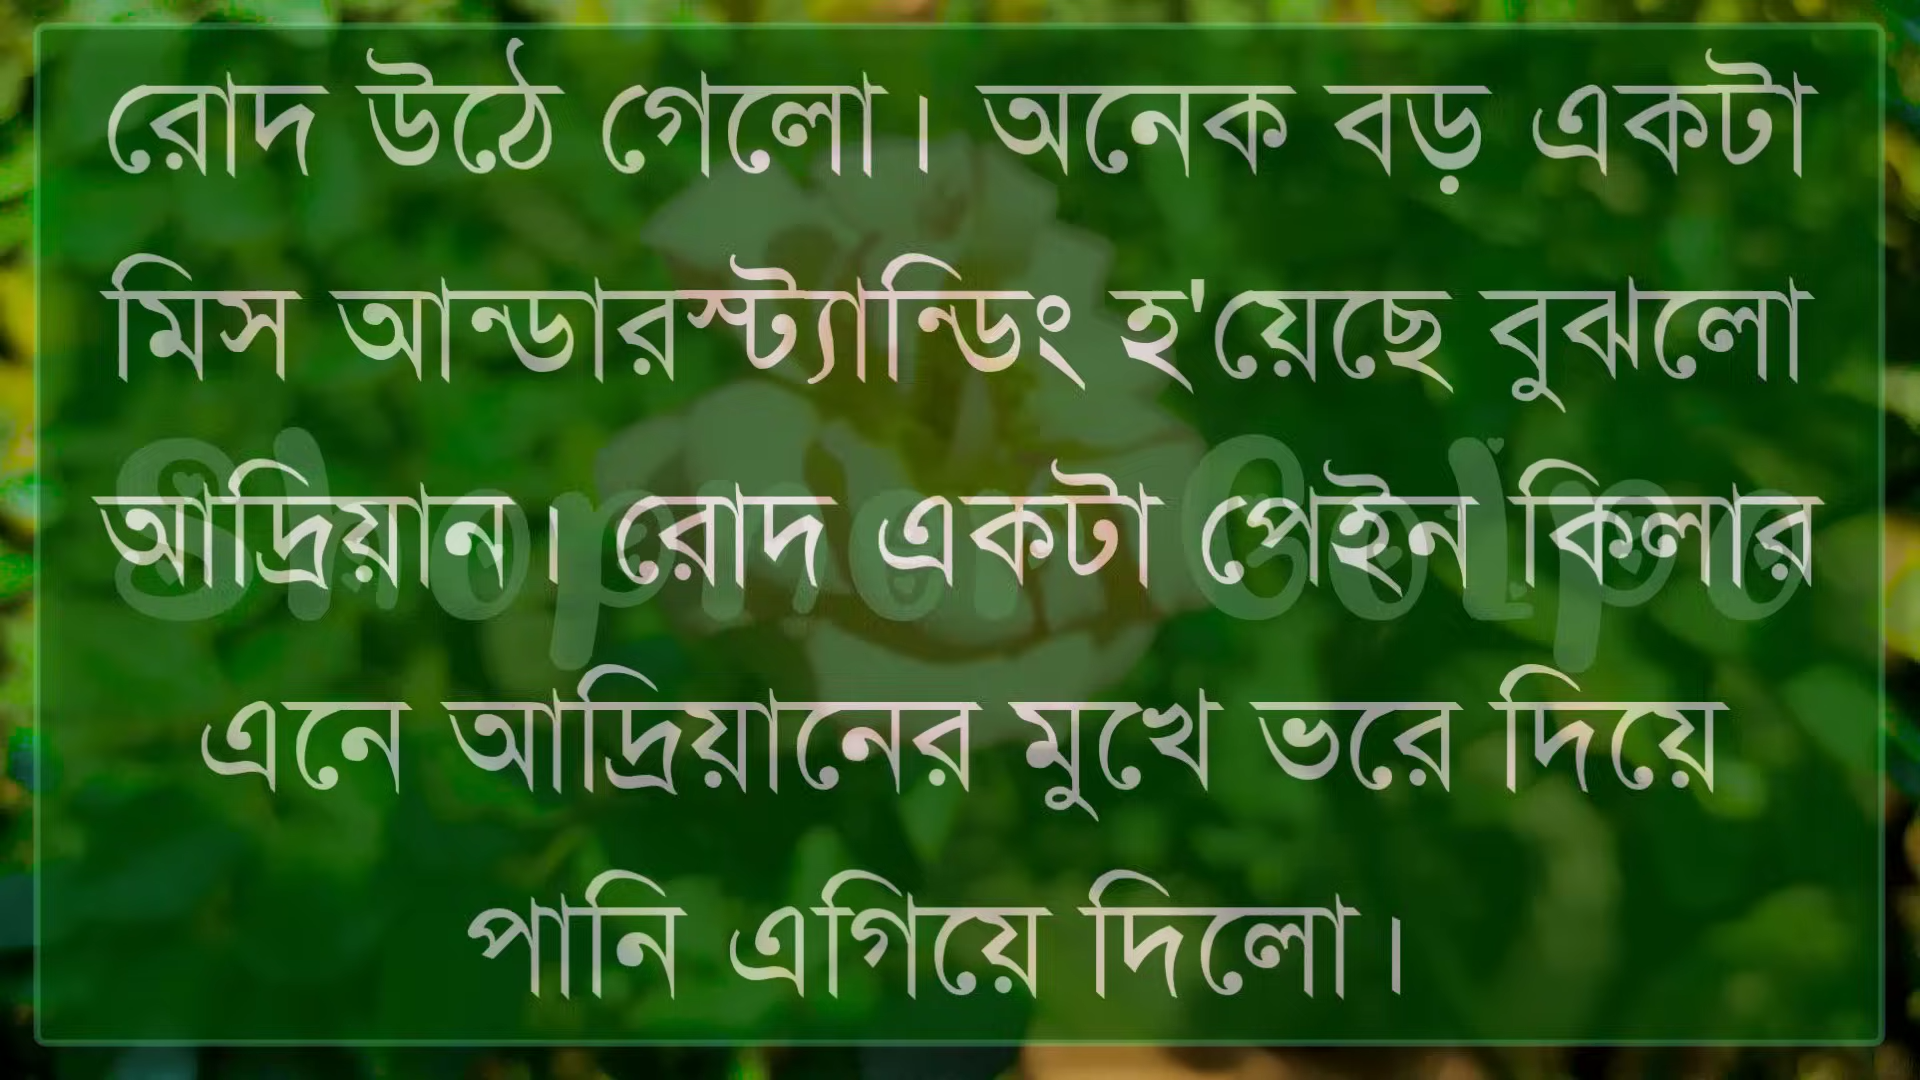 রোদ উঠে গেলো। অনেক বড় একটা
মিস আন্ডারস্ট্যান্ডিং হ'য়েছে বুঝলো
আদ্রিয়ান। রোদ একটা পেইন কিলার
এনে আদ্রিয়ানের মুখে ভরে দিয়ে
পানি এগিয়ে দিলো।